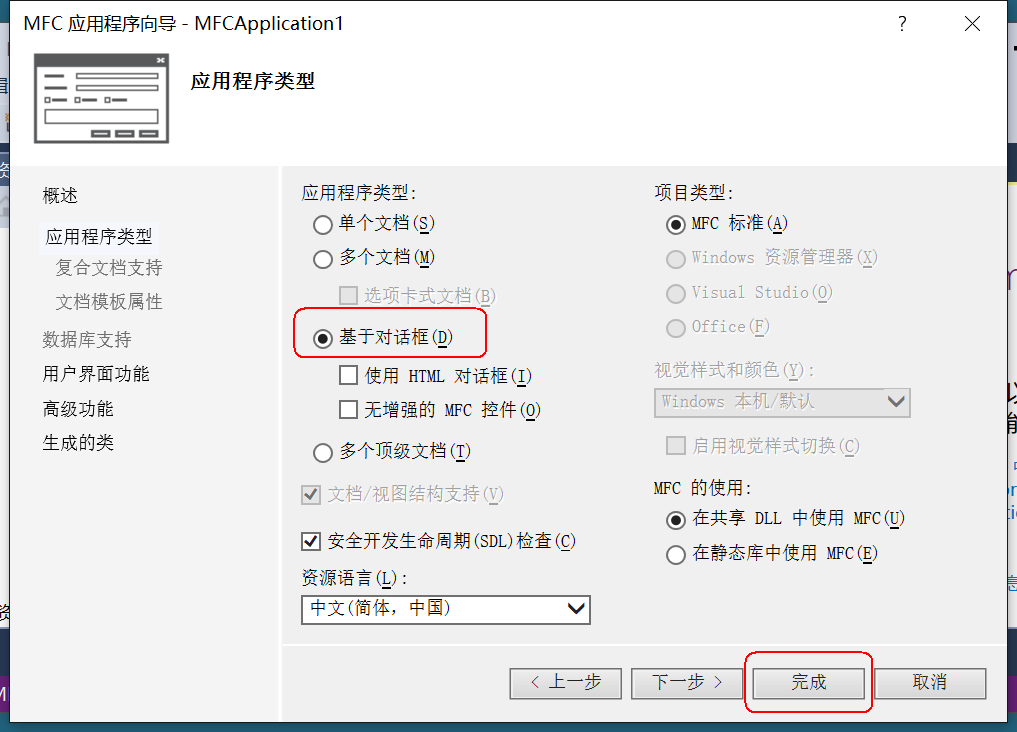 MFC 应用程序向导 - MFCApplication1
?
应用程序类型
概述
应用程序类型
复合文档支持
文档模板属性
数据库支持
用户界面功能
高级功能
生成的类
应用程序类型:
单个文档(S)
多个文档(M)
选项卡式文档(B)
基于对话框(D)
使用 HTML 对话框(I)
无增强的 MFC 控件(O)
多个顶级文档(T)
文档/视图结构支持(V)
安全开发生命周期(SDL)检查(C)
资源语言(L):
中文(简体，中国)
项目类型:
MFC 标准(A)
Windows 资源管理器(X)
Visual Studio(O)
Office(F)
视觉样式和颜色(Y):
Windows 本机/默认
启用视觉样式切换(C)
MFC 的使用:
在共享 DLL 中使用 MFC(U)
在静态库中使用 MFC(E)
< 上一步
下一步 >
完成
取消